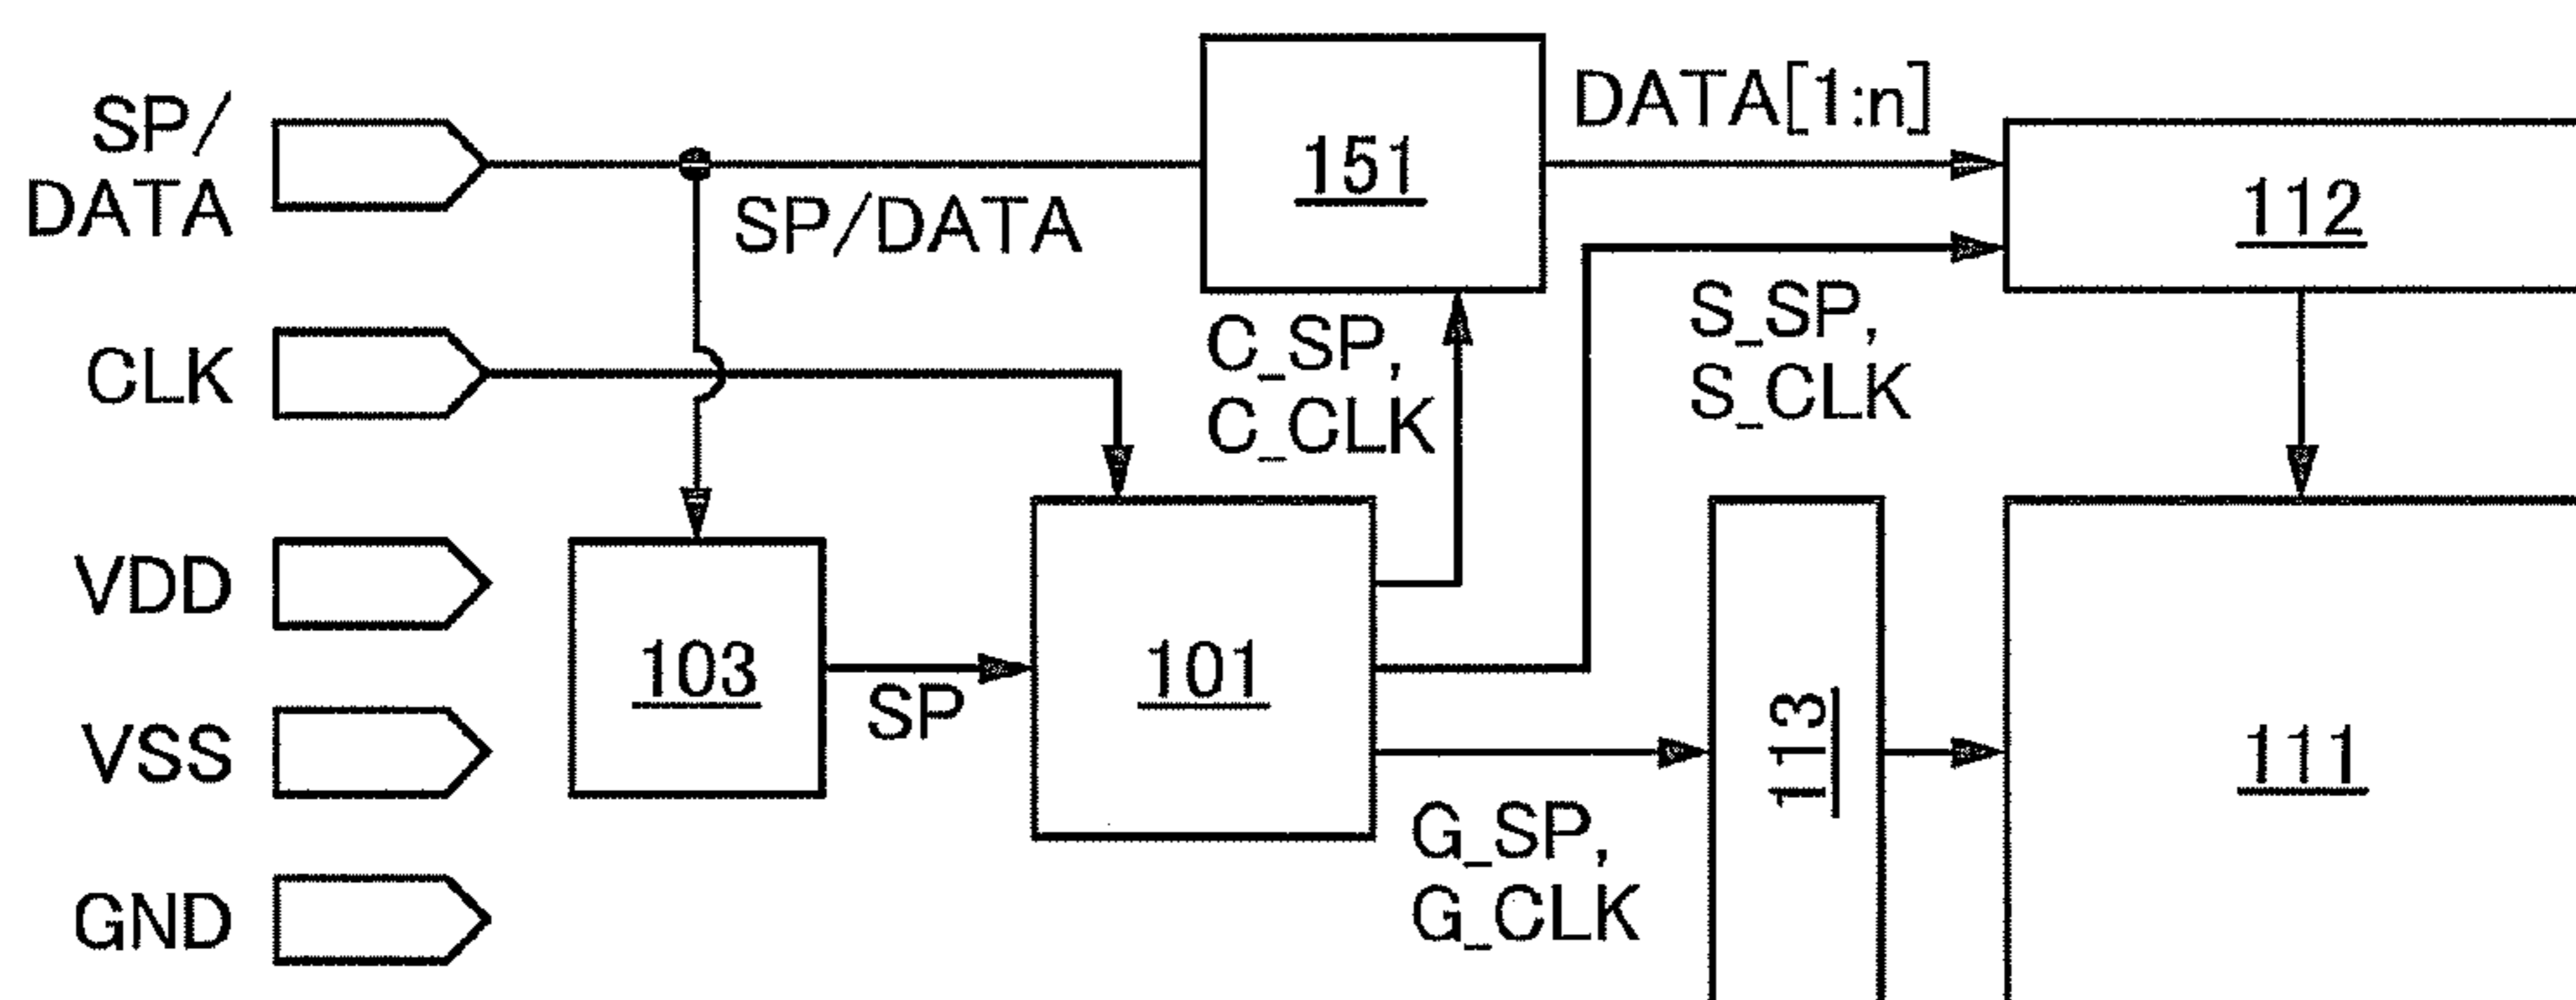 SP/
DATA
SP/DATA
151
DATA[1:n]
112
CLK
C_SP,
C_CLK
S_SP,
S_CLK
VDD
VSS
GND
103
SP
101
G_SP,
G_CLK
113
111